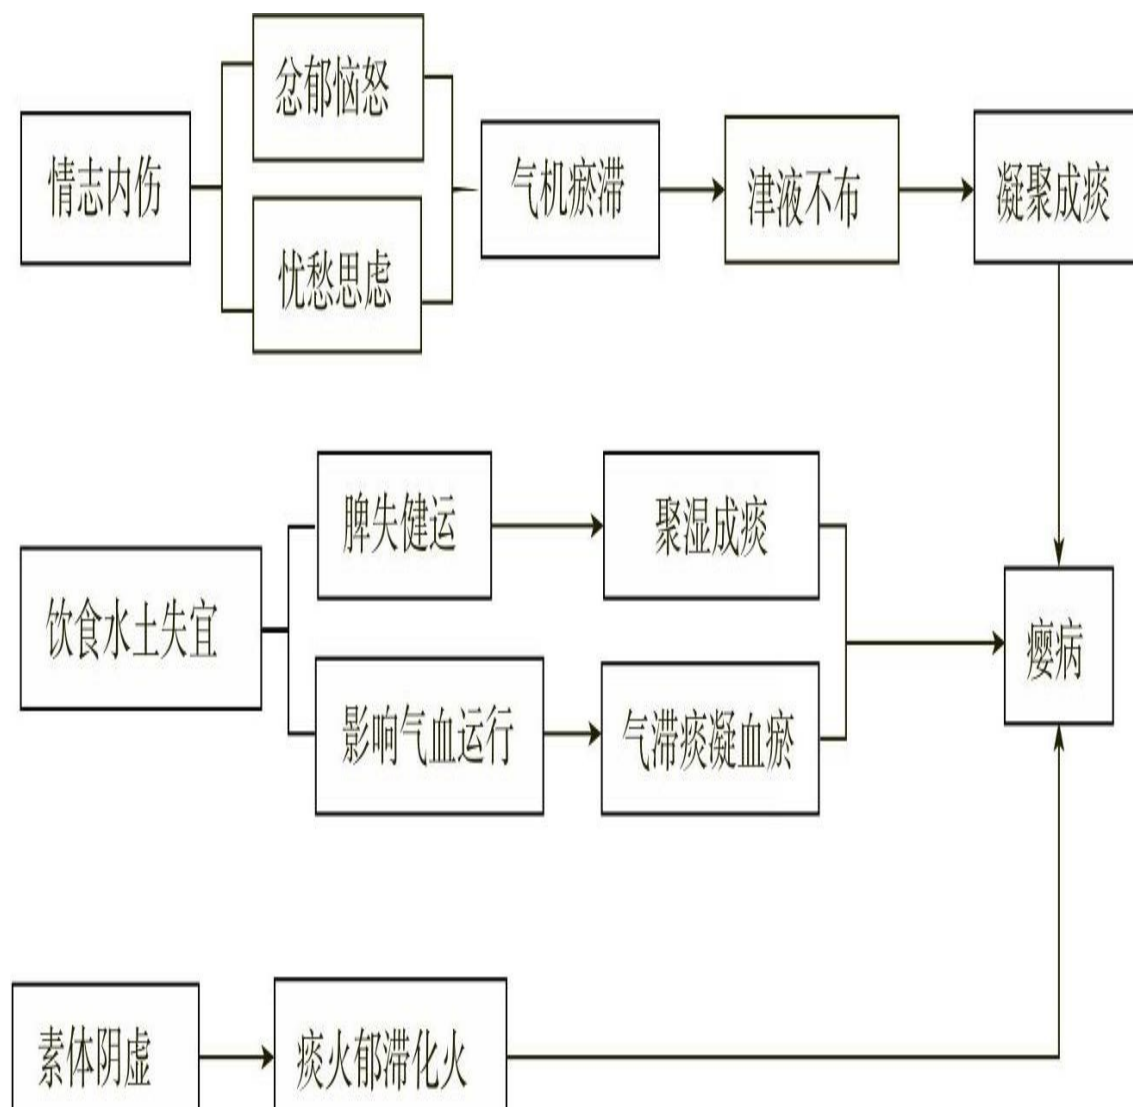 情志内伤
忿郁恼怒
忧愁思虑
气机瘀滞
津液不布
凝聚成痰
饮食水土失宜
脾失健运
聚湿成痰
影响气血运行
气滞痰凝血瘀
瘿病
素体阴虚
痰火郁滞化火